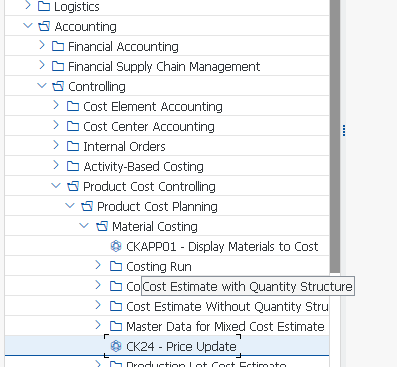 Logistics
Accounting
Financial Accounting
Financial Supply Chain Management
Controlling
Cost Element Accounting
Cost Center Accounting
Internal Orders
Activity-Based Costing
Product Cost Controlling
Product Cost Planning
Material Costing
CKAPP01 - Display Materials to Cost
Costing Run
Co Cost Estimate with Quantity Structure
Cost Estimate Without Quantity Stru
Master Data for Mixed Cost Estimate
CK24 - Price Update
Production Lot Cost Estimate